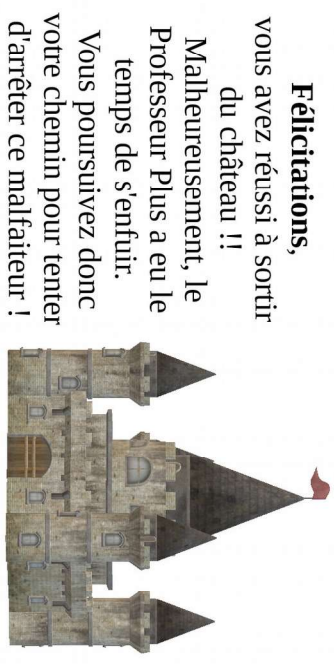 Félicitations,
vous avez réussi à sortir
du château !!
Malheureusement, le
Professeur Plus a eu le
temps de s'enfuir.
Vous poursuivez donc
votre chemin pour tenter
d'arrêter ce malfaiteur !